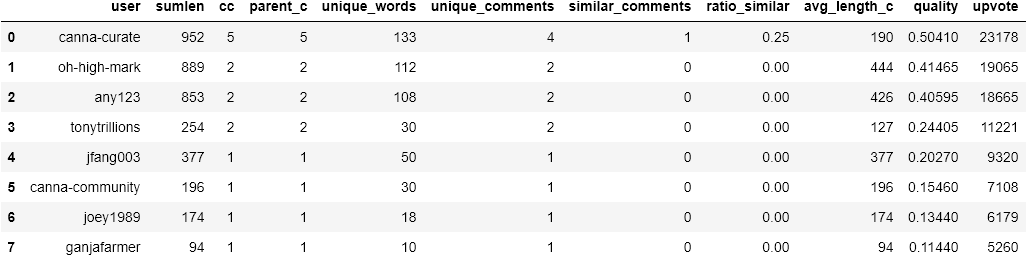 user sumlen cc parent_c unique_words unique_comments similar_comments ratio_similar avg_length_c quality upvote
0 canna-curate 952 5 5 133 4 1 0.25 190 0.50410 23178
1 oh-high-mark 889 2 2 112 2 0 0.00 444 0.41465 19065
2 any123 853 2 2 108 2 0 0.00 426 0.40595 18665
3 tonytrillions 254 2 2 30 2 0 0.00 127 0.24405 11221
4 jfang003 377 1 1 50 1 0 0.00 377 0.20270 9320
5 canna-community 196 1 1 30 1 0 0.00 196 0.15460 7108
6 joey1989 174 1 1 18 1 0 0.00 174 0.13440 6179
7 ganjafarmer 94 1 1 10 1 0 0.00 94 0.11440 5260